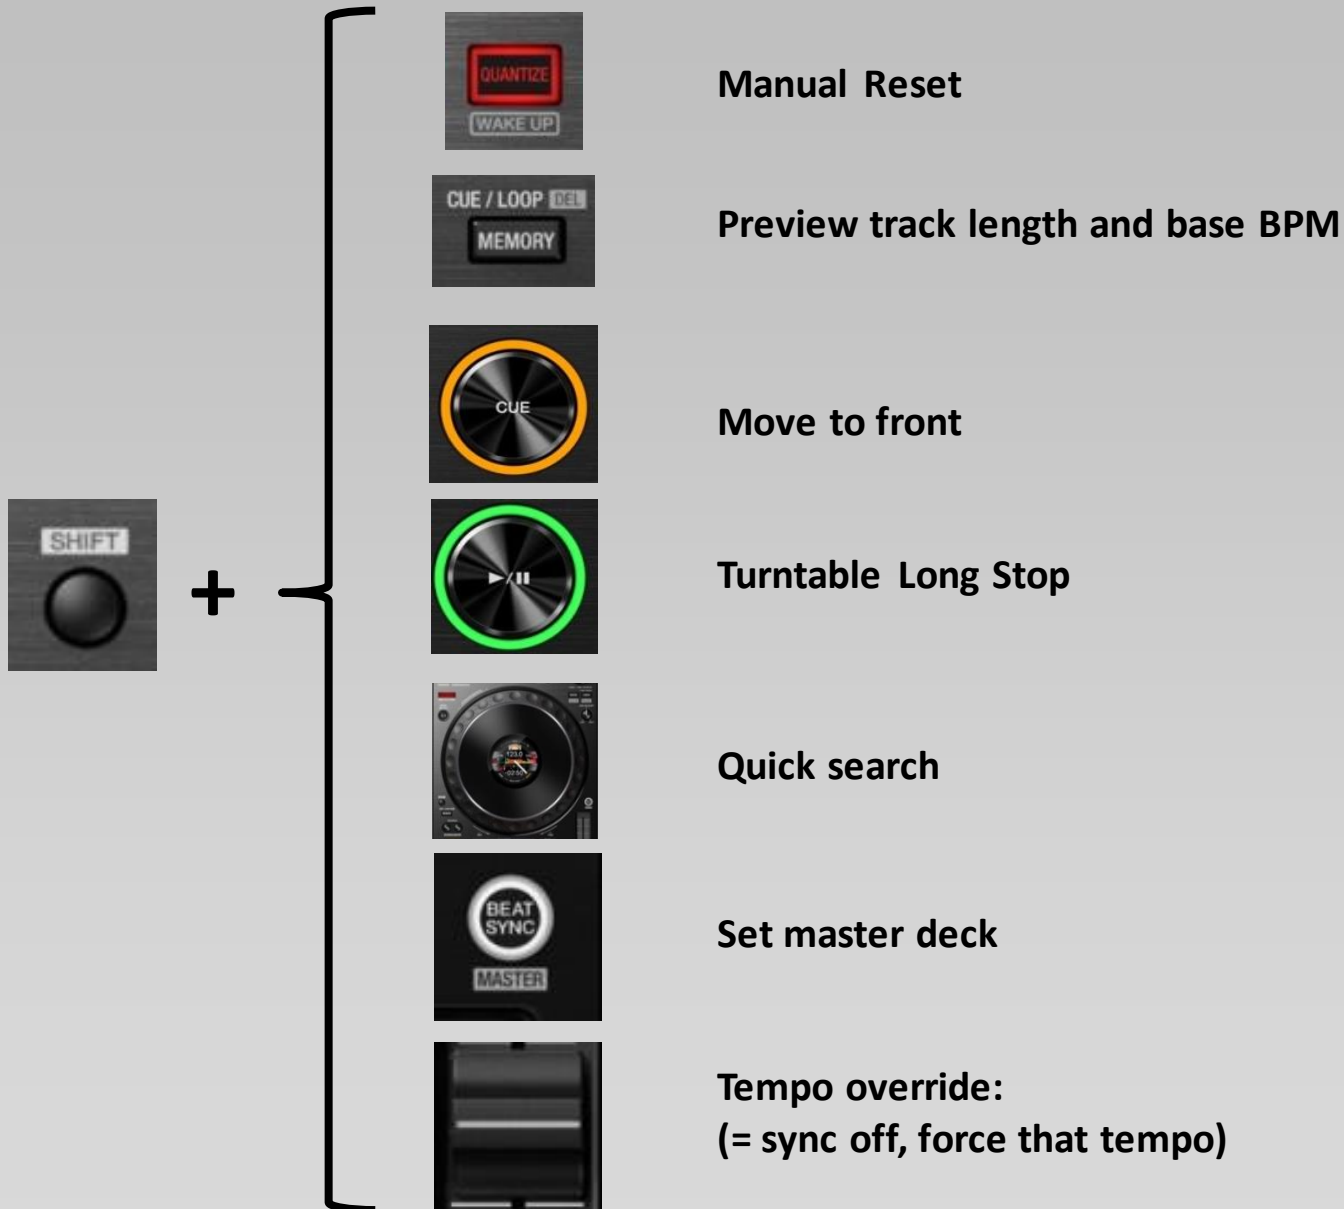 QUANTIZE
WAKE UP
Manual Reset
CUE / LOOP DEL
MEMORY
Preview track length and base BPM
CUE
Move to front
SHIFT
+
►/II
Turntable Long Stop
Quick search
BEAT
SYNC
MASTER
Set master deck
Tempo override:
(= sync off, force that tempo)